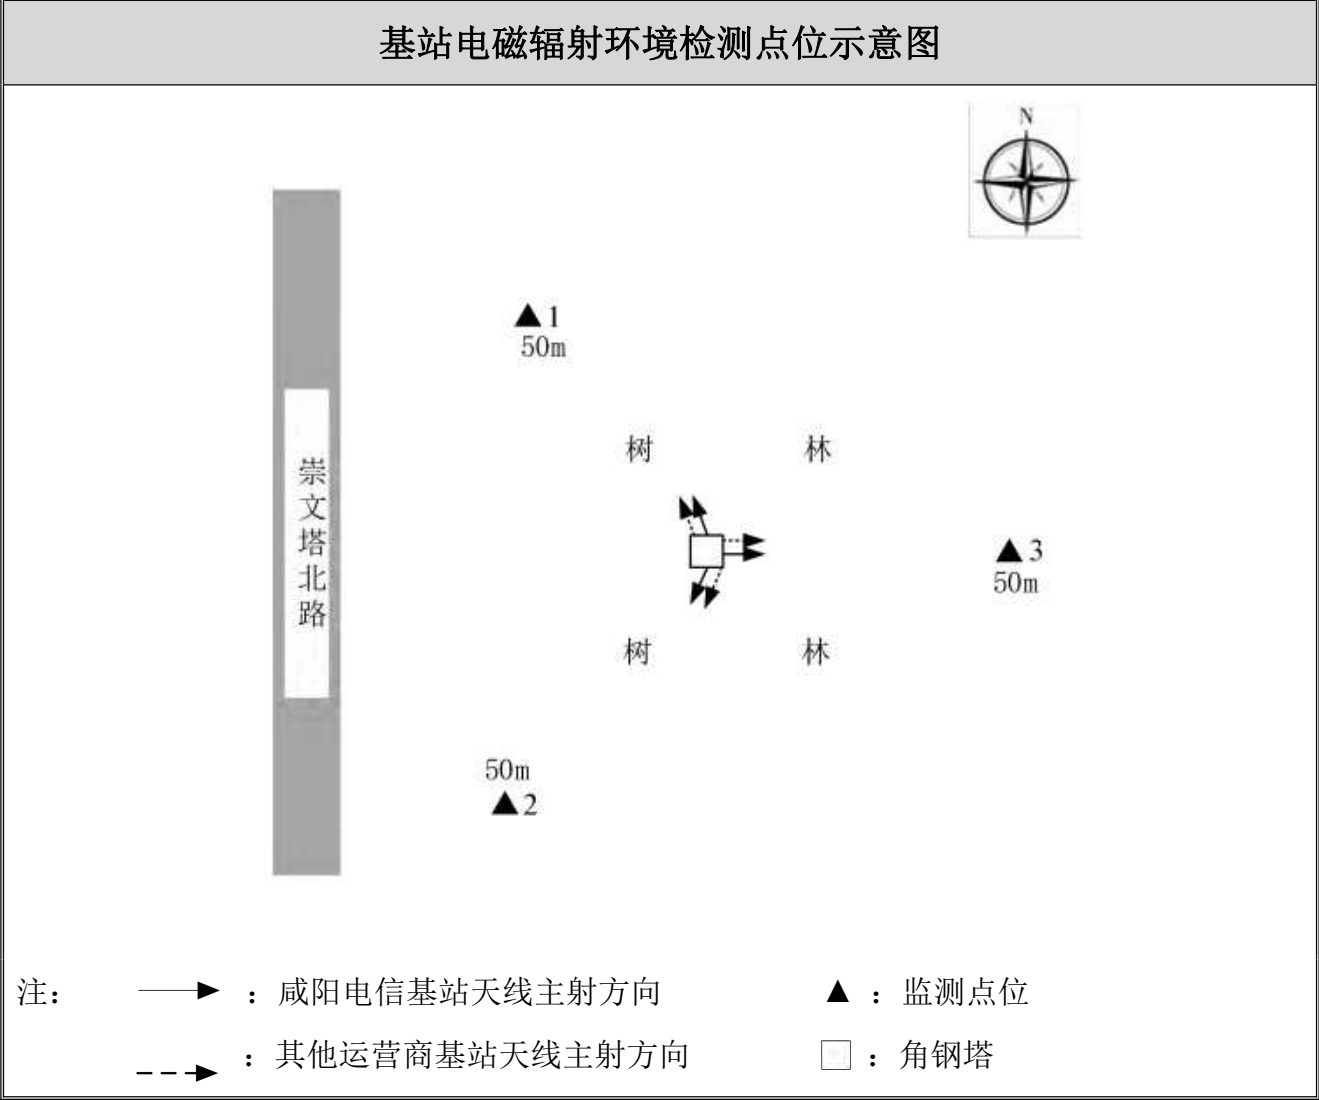 基站电磁辐射环境检测点位示意图
N
▲1
50m
树 林
崇文塔北路
▲3
50m
树 林
50m
▲2
注： ：咸阳电信基站天线主射方向 ▲：监测点位
：其他运营商基站天线主射方向 ：角钢塔